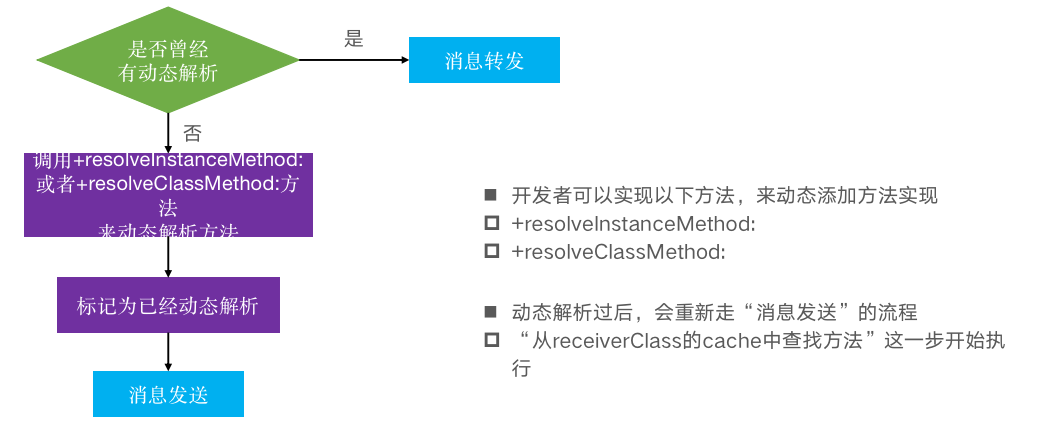 是否曾经
有动态解析
是
消息转发
否
调用+resolveInstanceMethod:
或者+resolveClassMethod:方
法
来动态解析方法
标记为已经动态解析
消息发送
开发者可以实现以下方法，来动态添加方法实现
+resolveInstanceMethod:
+resolveClassMethod:
动态解析过后，会重新走“消息发送”的流程
“从receiverClass的cache中查找方法”这一步开始执
行